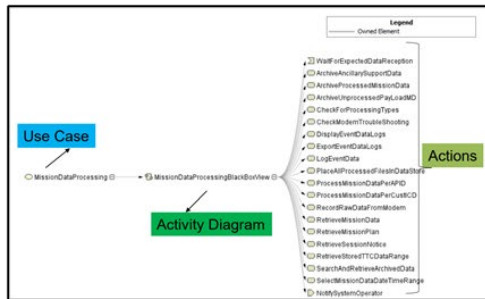 Legend
Owned Element
WaitForExpectedDataReception
ArchiveAncillarySupportData
ArchiveProcessedMissionData
ArchiveUnprocessedPayLoadMD
CheckForProcessingTypes
CheckModemTroubleShooting
DisplayEventDataLogs
ExportEventDataLogs
LogEventData
PlaceAllProcessedFilesInDataStore
ProcessMissionDataPerAPID
ProcessMissionDataPerCustICD
RecordRawDataFromModem
RetrieveMissionData
RetrieveMissionPlan
RetrieveSessionNotice
RetrieveStoredTTCDataRange
SearchAndRetrieveArchivedData
SelectMissionDataDateTimeRange
NotifySystemOperator
Use Case
MissionDataProcessing
MissionDataProcessingBlackBoxView
Activity Diagram
Actions